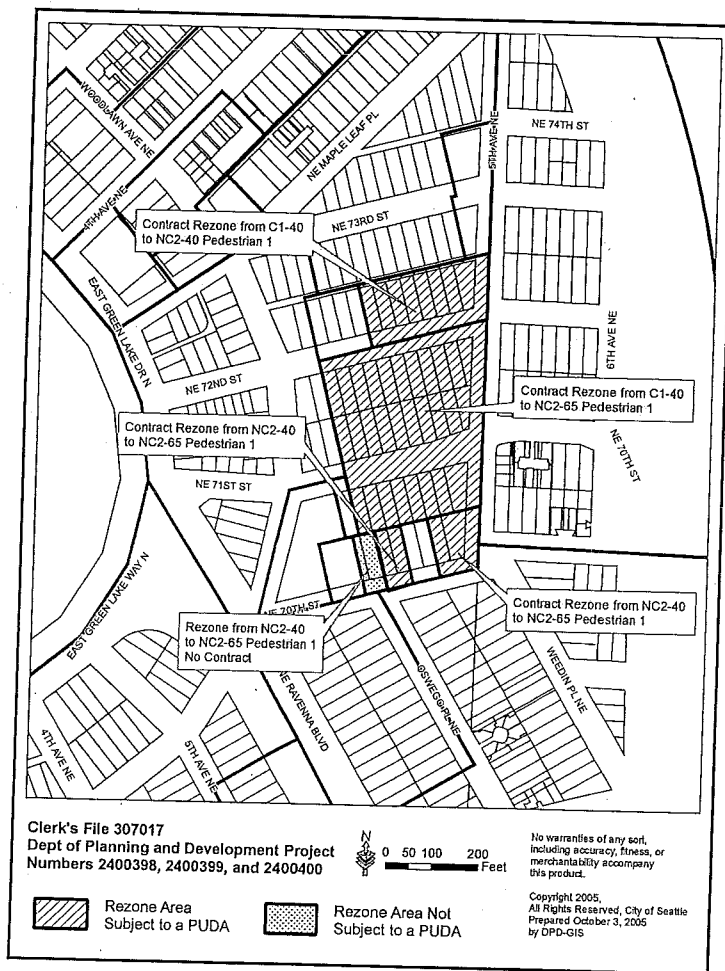 WOODLAWN AVE NE
4TH AVE NE
NE MAPLE LEAF PL
5TH AVE NE
NE 74TH ST
NE 73RD ST
Contract Rezone from C1-40
to NC2-40 Pedestrian 1
EAST GREEN LAKE DR N
6TH AVE NE
NE 72ND ST
Contract Rezone from C1-40
to NC2-65 Pedestrian 1
Contract Rezone from NC2-40
to NC2-65 Pedestrian 1
NE 70TH ST
NE 71ST ST
EAST GREEN LAKE WAY N
NE 70TH ST
Contract Rezone from NC2-40
to NC2-65 Pedestrian 1
Rezone from NC2-40
to NC2-65 Pedestrian 1
No Contract
NE RAVENNA BLVD
OSWEGO PL NE
WEEDIN PL NE
4TH AVE NE
5TH AVE NE
Clerk's File 307017
Dept of Planning and Development Project
Numbers 2400398, 2400399, and 2400400
N
0 50 100 200
Feet
No warranties of any sort,
including accuracy, fitness, or
merchantability accompany
this product.
Copyright 2005,
All Rights Reserved, City of Seattle
Prepared October 3, 2005
by DPD-GIS
Rezone Area
Subject to a PUDA
Rezone Area Not
Subject to a PUDA